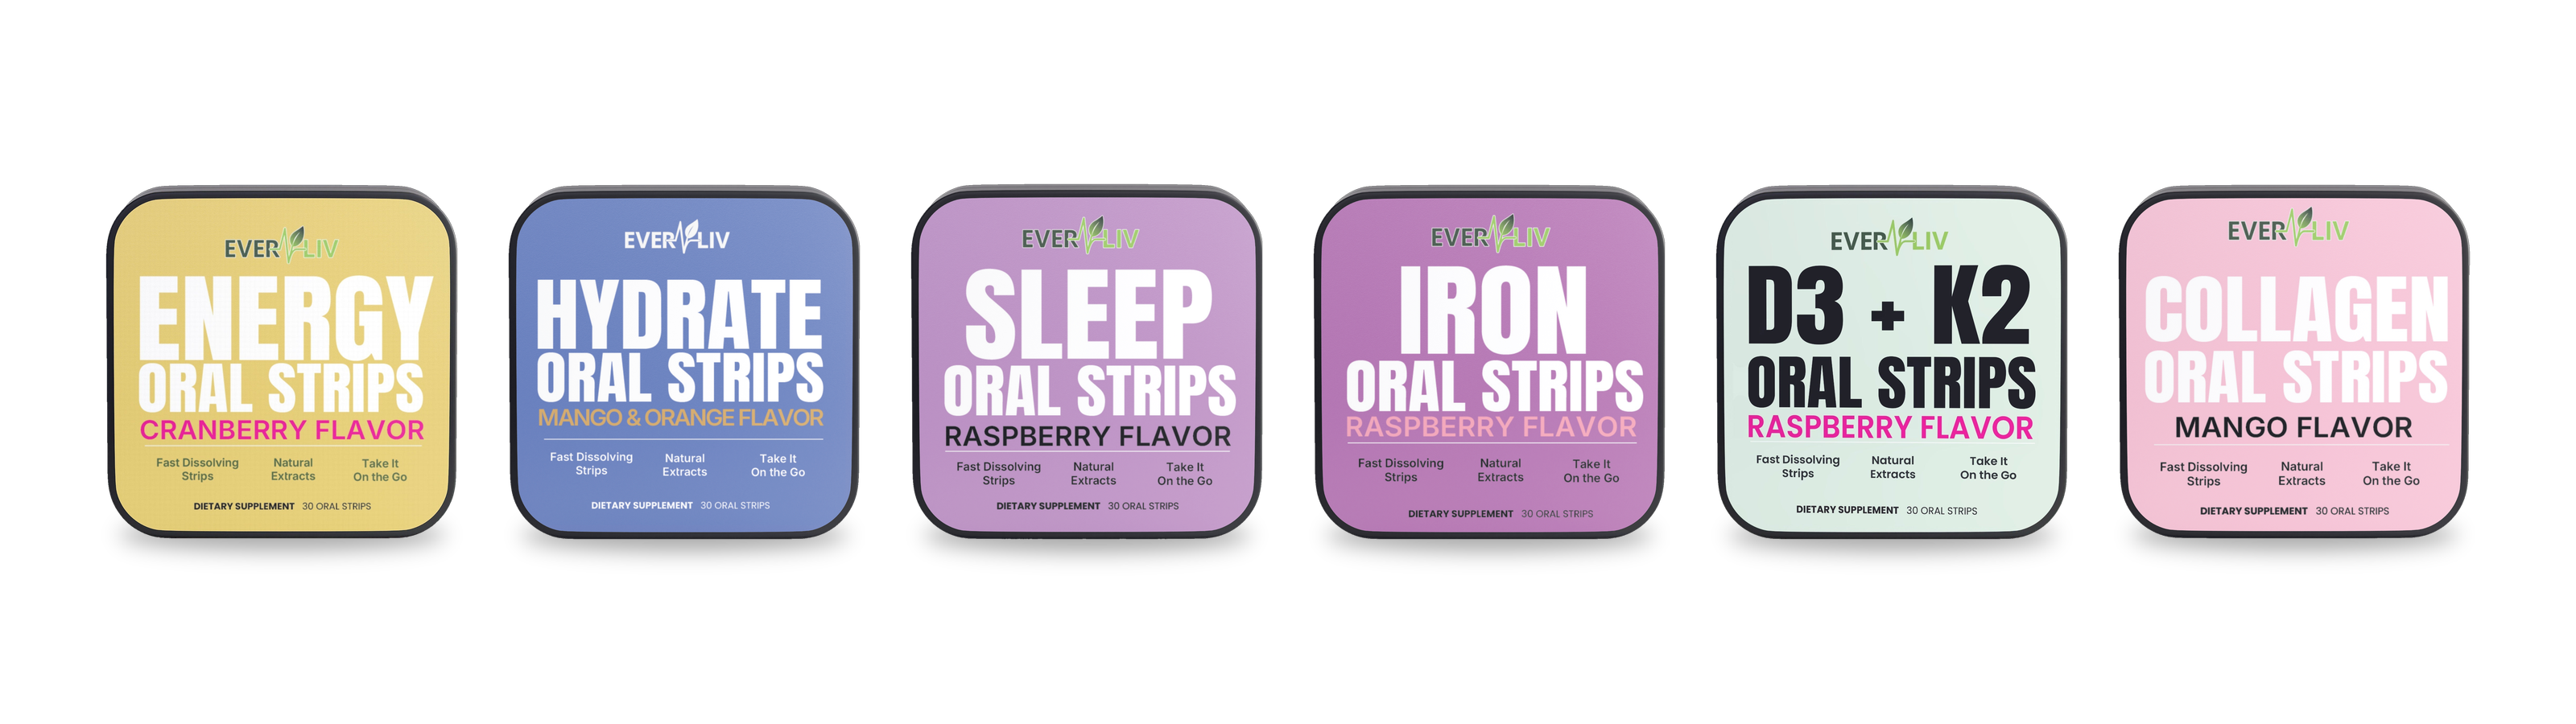 EVERLIV
ENERGY
ORAL STRIPS
CRANBERRY FLAVOR
Fast Dissolving Strips
Natural Extracts
Take It On the Go
DIETARY SUPPLEMENT 30 ORAL STRIPS
EVERLIV
HYDRATE
ORAL STRIPS
MANGO & ORANGE FLAVOR
Fast Dissolving Strips
Natural Extracts
Take It On the Go
DIETARY SUPPLEMENT 30 ORAL STRIPS
EVERLIV
SLEEP
ORAL STRIPS
RASPBERRY FLAVOR
Fast Dissolving Strips
Natural Extracts
Take It On the Go
DIETARY SUPPLEMENT 30 ORAL STRIPS
EVERLIV
IRON
ORAL STRIPS
RASPBERRY FLAVOR
Fast Dissolving Strips
Natural Extracts
Take It On the Go
DIETARY SUPPLEMENT 30 ORAL STRIPS
EVERLIV
D3 + K2
ORAL STRIPS
RASPBERRY FLAVOR
Fast Dissolving Strips
Natural Extracts
Take It On the Go
DIETARY SUPPLEMENT 30 ORAL STRIPS
EVERLIV
COLLAGEN
ORAL STRIPS
MANGO FLAVOR
Fast Dissolving Strips
Natural Extracts
Take It On the Go
DIETARY SUPPLEMENT 30 ORAL STRIPS